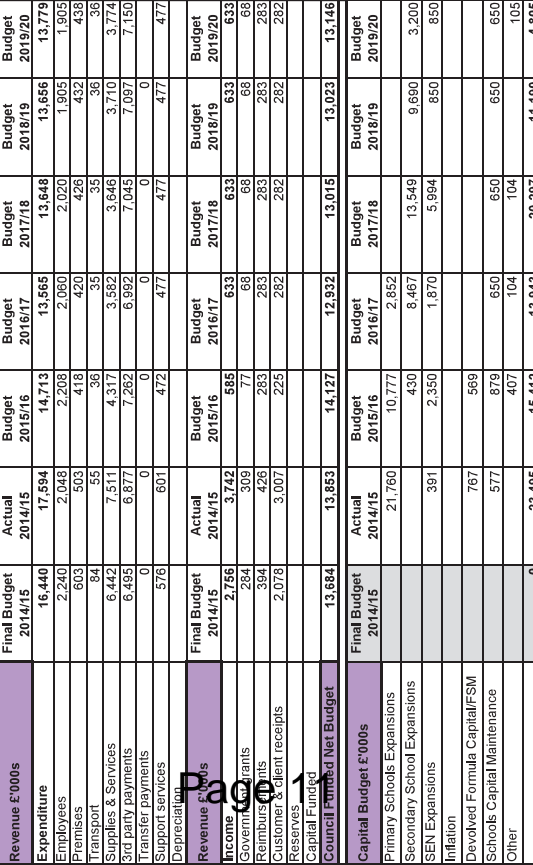 Revenue £'000s Final Budget 2014/15 Actual 2014/15 Budget 2015/16 Budget 2016/17 Budget 2017/18 Budget 2018/19 Budget 2019/20
Expenditure 16,440 17,594 14,713 13,565 13,648 13,656 13,779
Employees 2,240 2,048 2,208 2,060 2,020 1,905 1,905
Premises 603 503 418 420 426 432 438
Transport 84 55 36 35 35 36 36
Supplies & Services 6,442 7,511 4,317 3,582 3,646 3,710 3,774
3rd party payments 6,495 6,877 7,262 6,992 7,045 7,097 7,150
Transfer payments 0 0 0 0 0 0
Support services 576 601 472 477 477 477 477
Depreciation
Revenue £'000s Final Budget 2014/15 Actual 2014/15 Budget 2015/16 Budget 2016/17 Budget 2017/18 Budget 2018/19 Budget 2019/20
Income 2,756 3,742 585 633 633 633 633
Government grants 284 309 77 68 68 68 68
Reimbursements 394 426 283 283 283 283 283
Customer & client receipts 2,078 3,007 225 282 282 282 282
Reserves
Capital Funded
Council Funded Net Budget 13,684 13,853 14,127 12,932 13,015 13,023 13,146
Capital Budget £'000s Final Budget 2014/15 Actual 2014/15 Budget 2015/16 Budget 2016/17 Budget 2017/18 Budget 2018/19 Budget 2019/20
Primary Schools Expansions 21,760 10,777 2,852
Secondary School Expansions 430 8,467 13,549 9,690 3,200
SEN Expansions 391 2,350 1,870 5,994 850 850
Inflation
Devolved Formula Capital/FSM 767 569
Schools Capital Maintenance 577 879 650 650 650 650
Other 407 104 104 105
Page 11